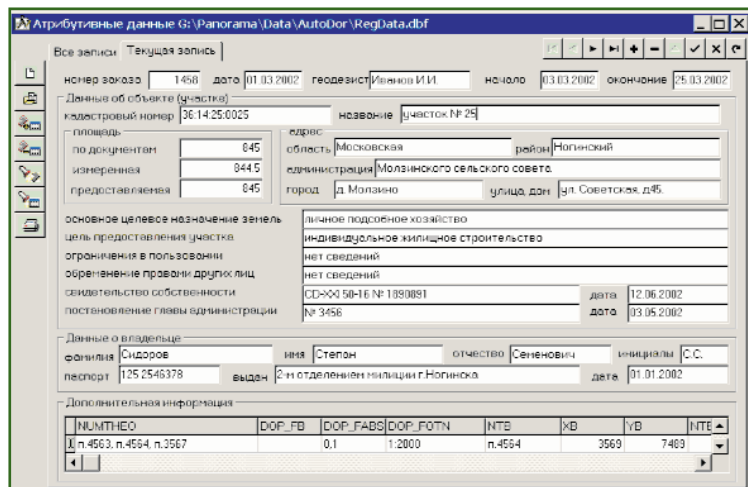 Атрибутивные данные G:\Panorama\Data\AutoDor\RegData.dbf
Все записи Текущая запись
номер заказа 1458 дата 01.03.2002 геодезист Иванов И.И. начало 03.03.2002 окончание 25.03.2002
Данные об объекте (участке)
кадастровый номер 36:14:25:0025 название участок № 25
площадь
по документам 845
измеренная 844.5
предоставляемая 845
адрес
область Московская район Ногинский
администрация Молзинского сельского совета
город д. Молзино улица, дом ул. Советская, д45.
основное целевое назначение земель личное подсобное хозяйство
цель предоставления участка индивидуальное жилищное строительство
ограничения в пользовании нет сведений
обременение правами других лиц нет сведений
свидетельство собственности CD-XXI 50-16 № 1890891 дата 12.06.2002
постановление главы администрации № 3456 дата 03.05.2002
Данные о владельце
фамилия Сидоров имя Степан отчество Семенович инициалы С.С.
паспорт 125 2546378 выдан 2-м отделением милиции г.Ногинска дата 01.01.2002
Дополнительная информация
NUMTHEO DOP_FB DOP_FABS DOP_FOTN NTB XB YB NTE
п.4563, п.4564, п.3567 0,1 1:2000 п.4564 3569 7489